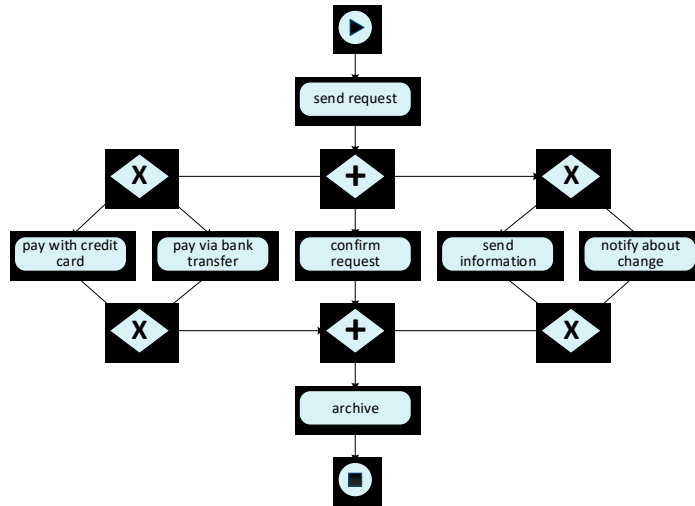 send request
X
+
X
pay with credit
card
pay via bank
transfer
confirm
request
send
information
notify about
change
X
+
X
archive